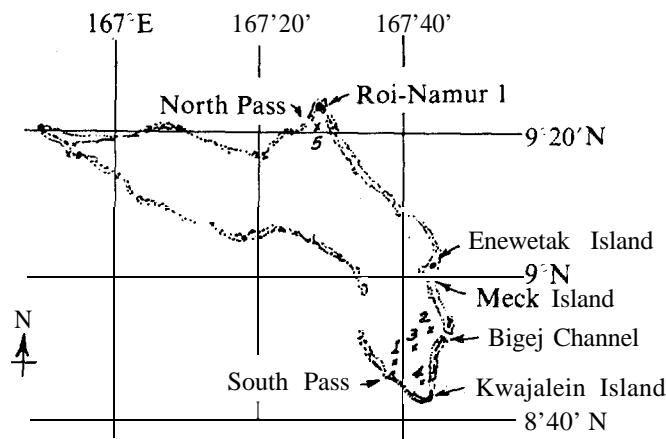 167°E 167°20' 167°40'
North Pass
Roi-Namur 1
5
9°20'N
Enewetak Island
9°N
Meck Island
2
3
1
Bigej Channel
N
4
South Pass
Kwajalein Island
8°40' N